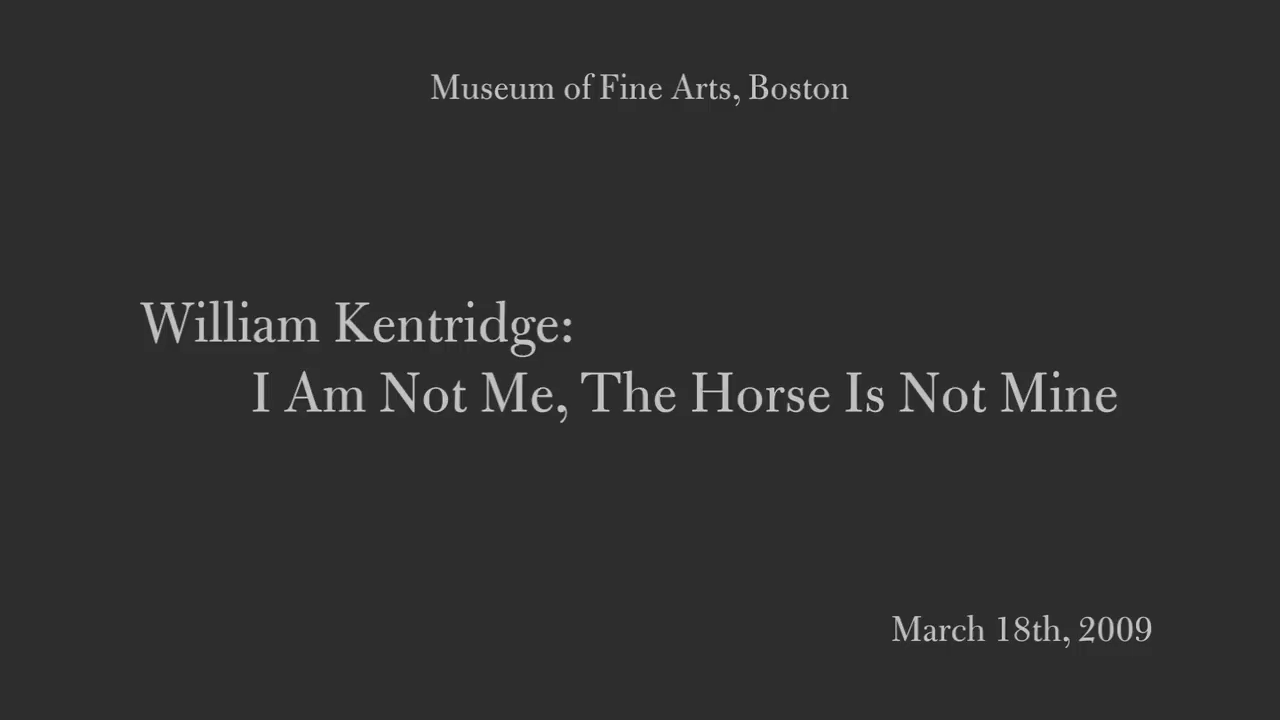 Museum of Fine Arts, Boston
William Kentridge:
I Am Not Me, The Horse Is Not Mine
March 18th, 2009